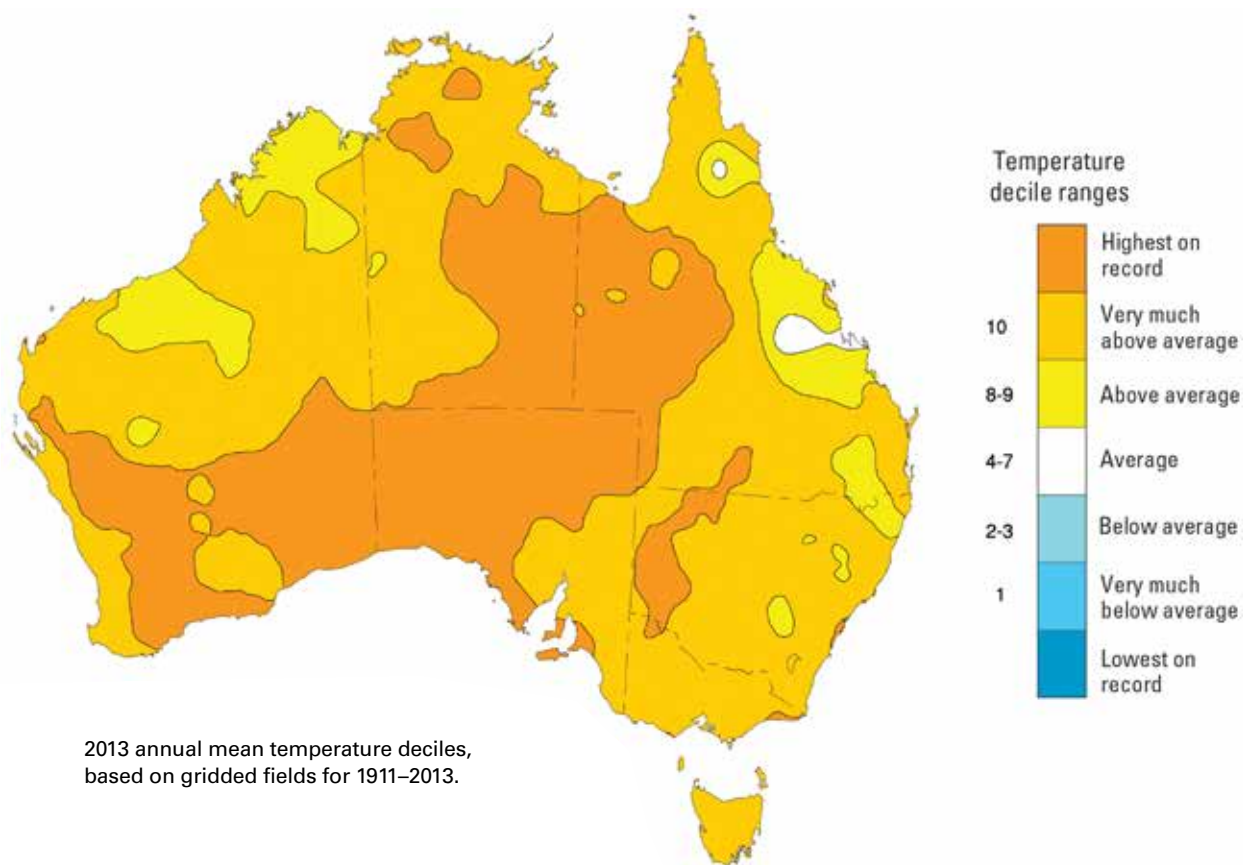 Temperature
decile ranges
Highest on
record
10
Very much
above average
8-9
Above average
4-7
Average
2-3
Below average
1
Very much
below average
Lowest on
record
2013 annual mean temperature deciles,
based on gridded fields for 1911–2013.